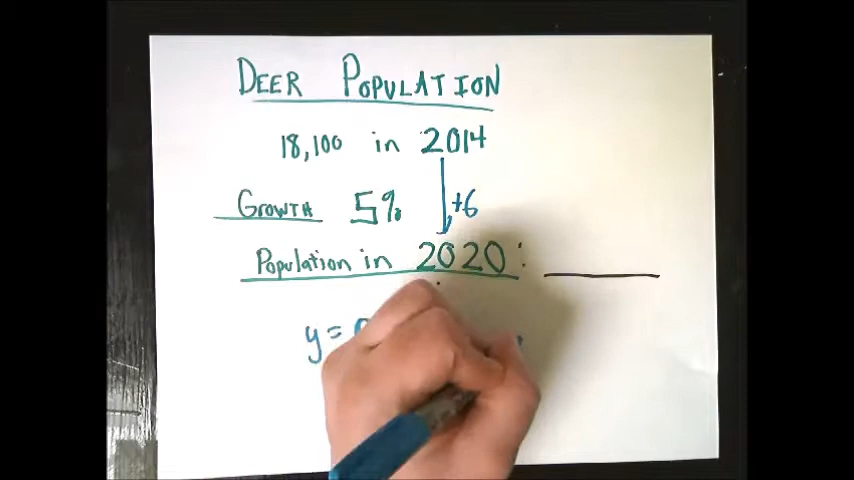 DEER POPULATION
18,100 in 2014
GROWTH 5% +6
Population in 2020:
y =